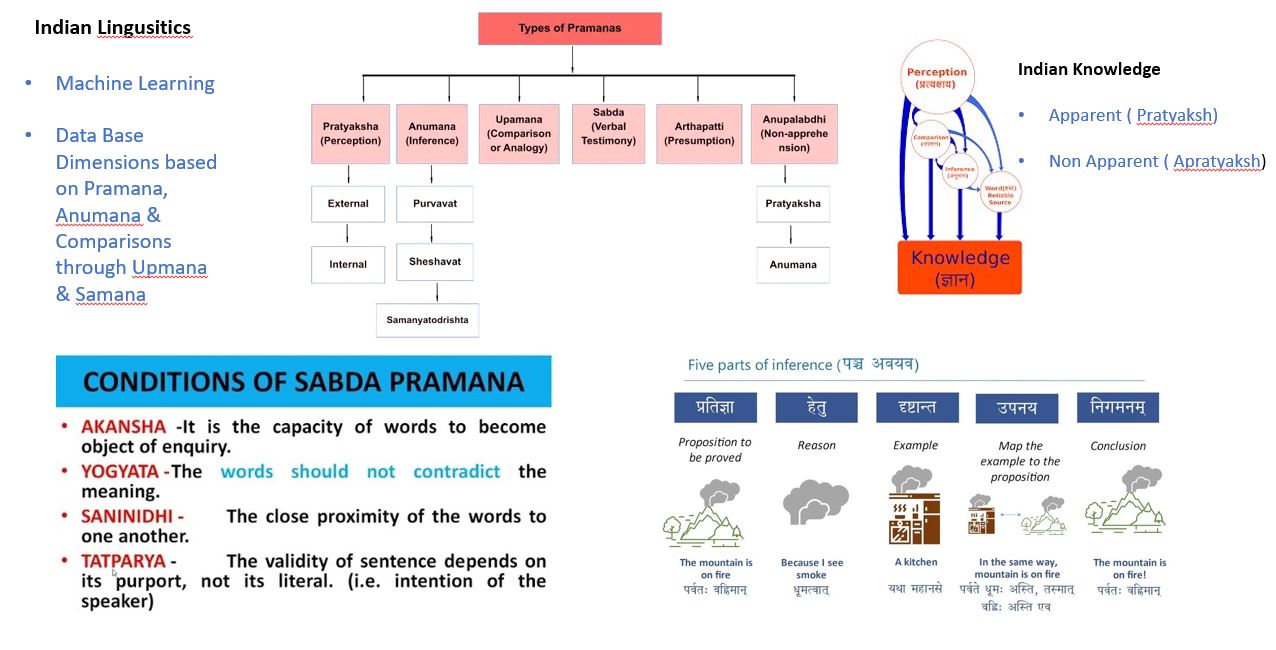 Indian Lingusitics
• Machine Learning
• Data Base
Dimensions based
on Pramana,
Anumana &
Comparisons
through Upmana
& Samana
Types of Pramanas
Pratyaksha
(Perception)
Anumana
(Inference)
Upamana
(Comparison
or Analogy)
Sabda
(Verbal
Testimony)
Arthapatti
(Presumption)
Anupalabdhi
(Non-apprehe
nsion)
External
Internal
Purvavat
Sheshavat
Samanyatodrishta
Pratyaksha
Anumana
Perception
(प्रत्यक्षाय)
Comparison
(उपमान)
Inference
(अनुमान)
Word(शब्द)
Reliable
Source
Knowledge
(ज्ञान)
Indian Knowledge
• Apparent ( Pratyaksh)
• Non Apparent ( Apratyaksh)
CONDITIONS OF SABDA PRAMANA
• AKANSHA -It is the capacity of words to become
object of enquiry.
• YOGYATA -The words should not contradict the
meaning.
• SANINIDHI - The close proximity of the words to
one another.
• TATPARYA - The validity of sentence depends on
its purport, not its literal. (i.e. intention of the
speaker)
Five parts of inference (पञ्च अवयव)
प्रतिज्ञा
Proposition to
be proved
The mountain is
on fire
पर्वतः वह्निमान्
हेतु
Reason
Because I see
smoke
धूमत्वात्
दृष्टान्त
Example
A kitchen
यथा महानसे
उपनय
Map the
example to the
proposition
In the same way,
mountain is on fire
पर्वते धूमः अस्ति, तस्मात्
वह्निः अस्ति एव
निगमनम्
Conclusion
The mountain is
on fire!
पर्वतः वह्निमान्